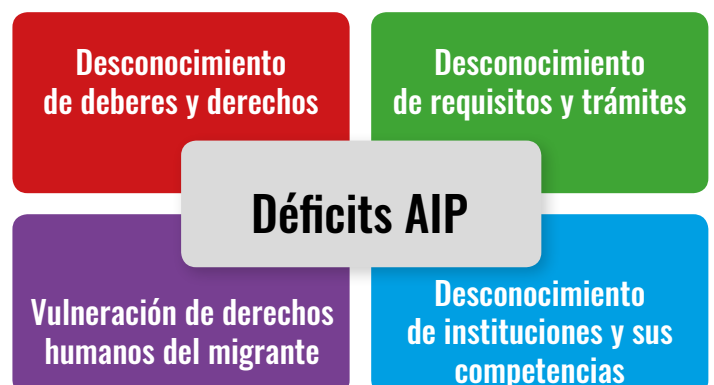 Desconocimiento
de deberes y derechos
Desconocimiento
de requisitos y trámites
Déficits AIP
Vulneración de derechos
humanos del migrante
Desconocimiento
de instituciones y sus
competencias